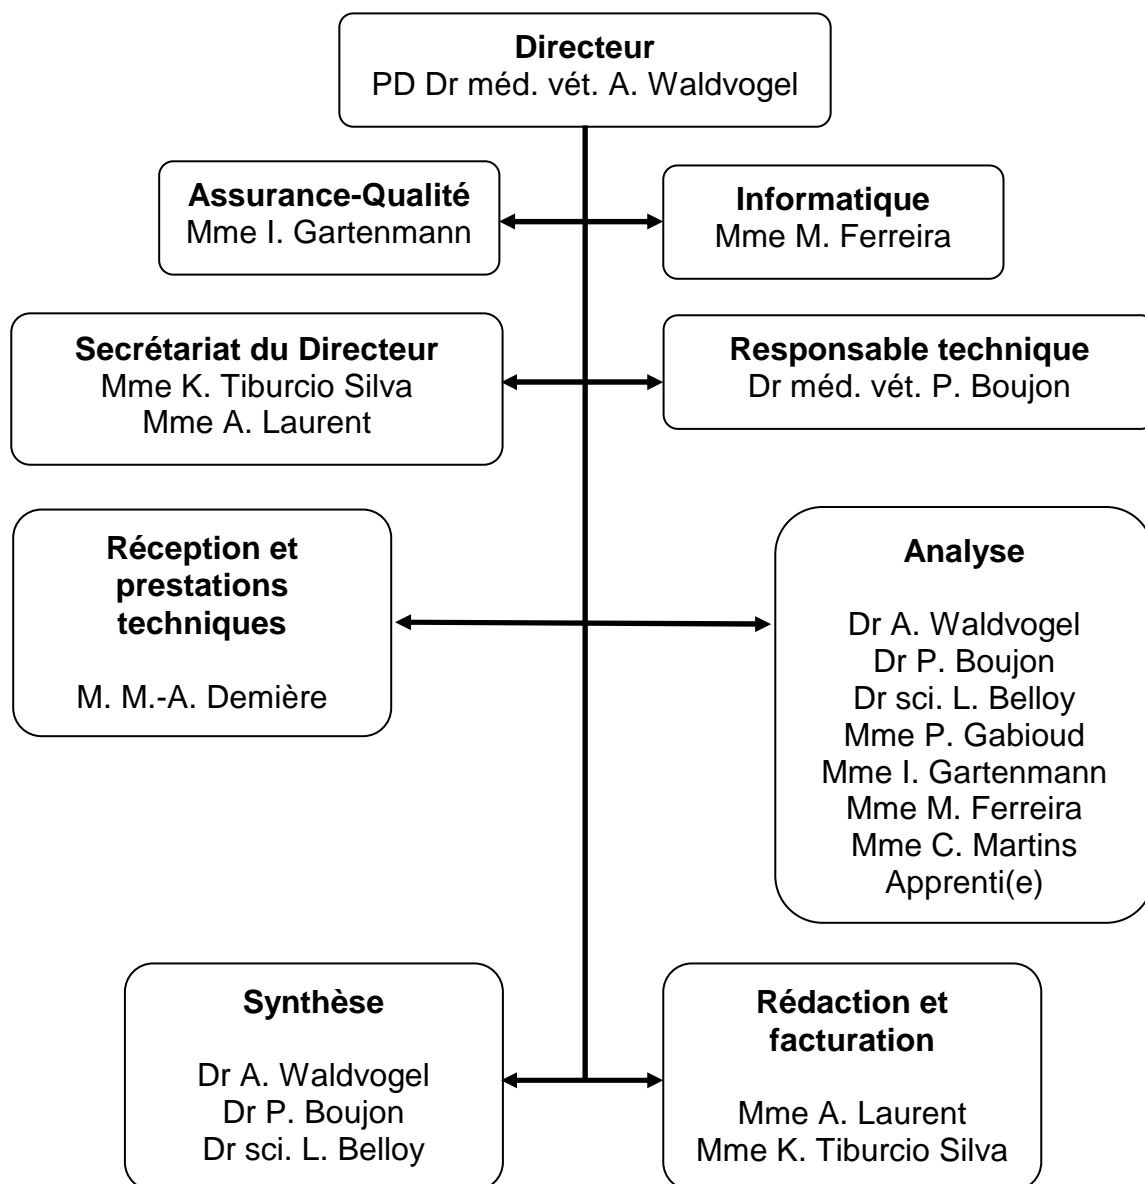 Directeur
PD Dr méd. vét. A. Waldvogel
Assurance-Qualité
Mme I. Gartenmann
Informatique
Mme M. Ferreira
Secrétariat du Directeur
Mme K. Tiburcio Silva
Mme A. Laurent
Responsable technique
Dr méd. vét. P. Boujon
Réception et
prestations
techniques
M. M.-A. Demière
Analyse
Dr A. Waldvogel
Dr P. Boujon
Dr sci. L. Belloy
Mme P. Gabioud
Mme I. Gartenmann
Mme M. Ferreira
Mme C. Martins
Apprenti(e)
Synthèse
Dr A. Waldvogel
Dr P. Boujon
Dr sci. L. Belloy
Rédaction et
facturation
Mme A. Laurent
Mme K. Tiburcio Silva